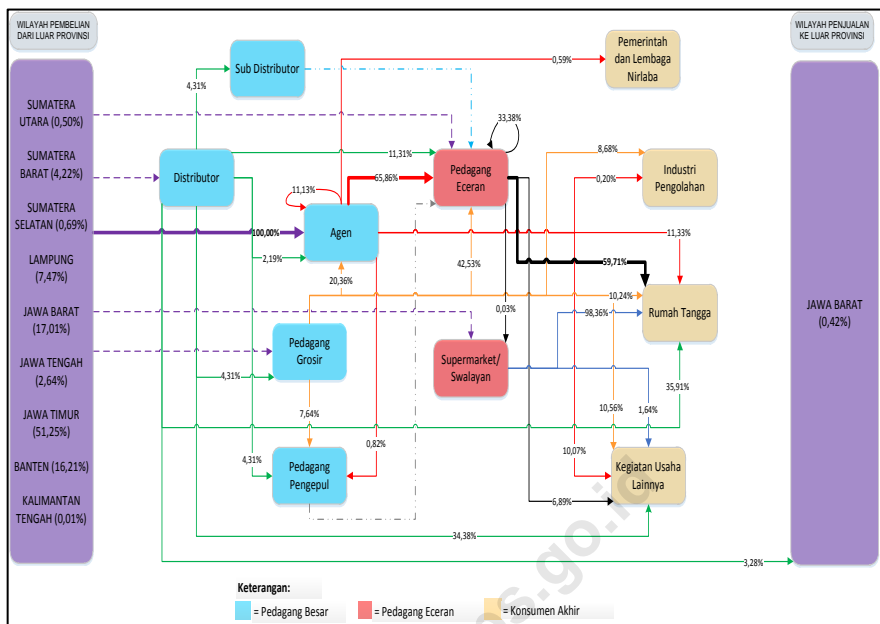 WILAYAH PEMBELIAN
DARI LUAR PROVINSI
WILAYAH PENJUALAN
KE LUAR PROVINSI
SUMATERA
UTARA (0,50%)
SUMATERA
BARAT (4,22%)
SUMATERA
SELATAN (0,69%)
LAMPUNG
(7,47%)
JAWA BARAT
(17,01%)
JAWA TENGAH
(2,64%)
JAWA TIMUR
(51,25%)
BANTEN (16,21%)
KALIMANTAN
TENGAH (0,01%)
Sub Distributor
Pemerintah
dan Lembaga
Nirlaba
0,59%
4,31%
33,38%
11,31%
8,68%
Distributor
Pedagang
Eceran
Industri
Pengolahan
65,86%
0,20%
11,13%
Agen
100,00%
11,33%
2,19%
59,71%
20,36%
42,53%
10,24%
Rumah Tangga
0,03%
98,36%
JAWA BARAT
(0,42%)
Pedagang
Grosir
Supermarket/
Swalayan
4,31%
35,91%
7,64%
10,56%
1,64%
0,82%
4,31%
Pedagang
Pengepul
10,07%
Kegiatan Usaha
Lainnya
6,89%
34,38%
3,28%
Keterangan:
= Pedagang Besar
= Pedagang Eceran
= Konsumen Akhir
os.go.id